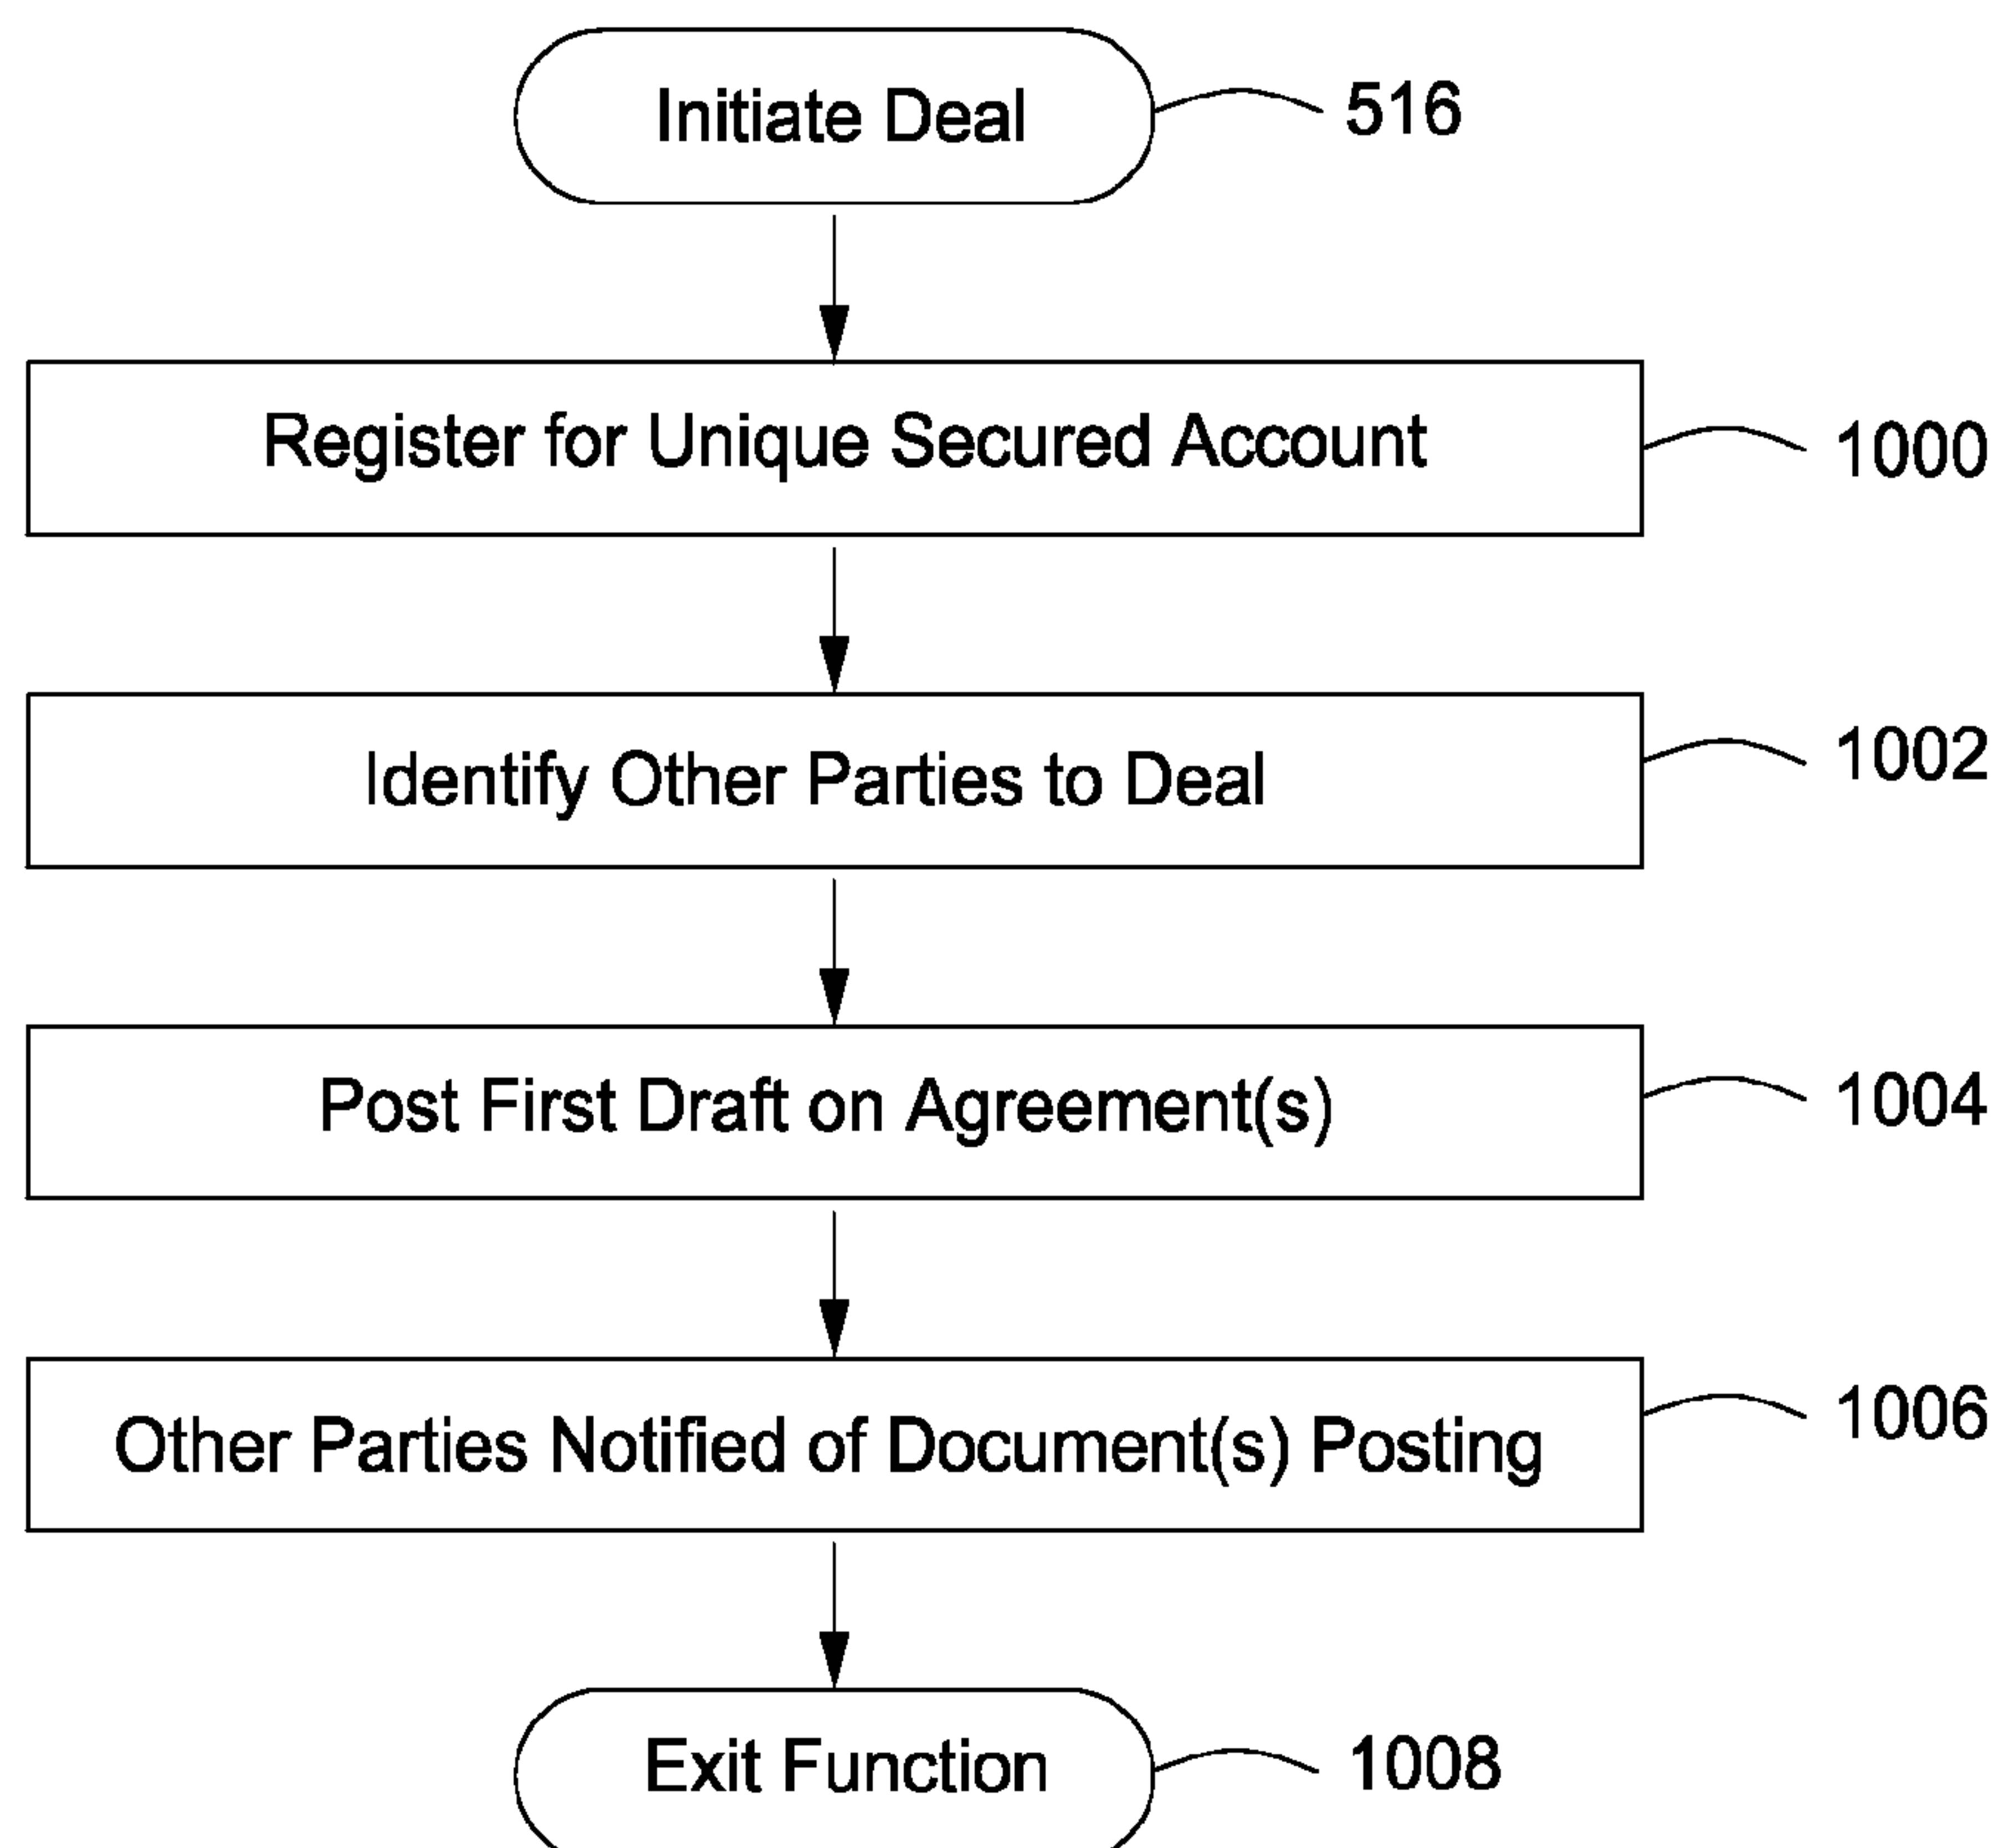 Initiate Deal
516
Register for Unique Secured Account
1000
Identify Other Parties to Deal
1002
Post First Draft on Agreement(s)
1004
Other Parties Notified of Document(s) Posting
1006
Exit Function
1008